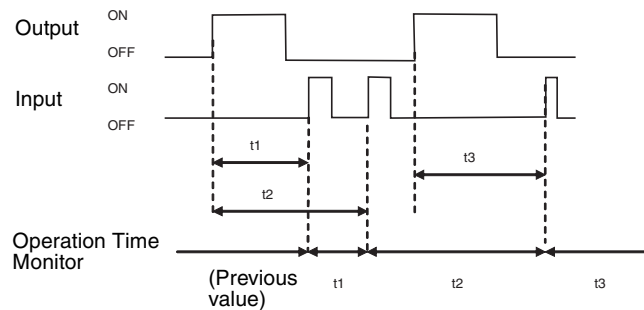 Output
ON
OFF
Input
ON
OFF
t1
t3
t2
Operation Time
Monitor
(Previous
value)
t1
t2
t3